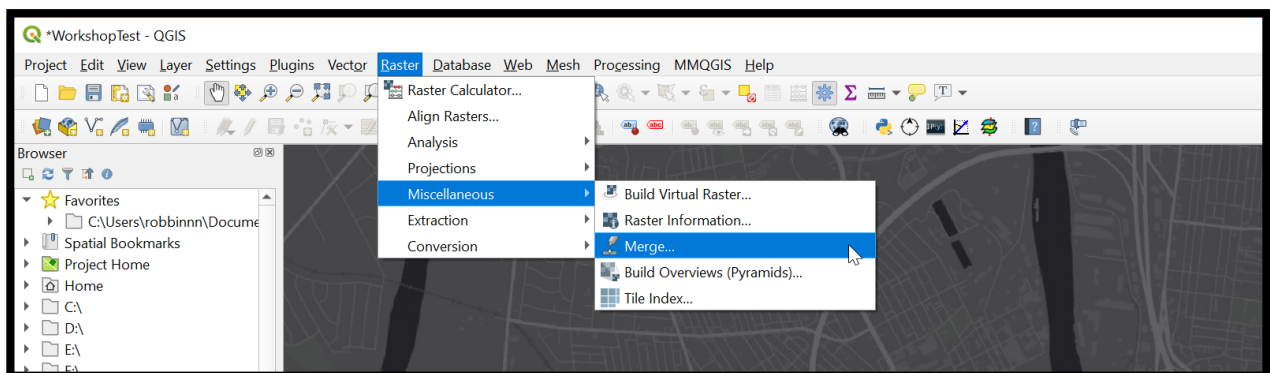 *WorkshopTest - QGIS
Project Edit View Layer Settings Plugins Vector Raster Database Web Mesh Processing MMQGIS Help
Raster Calculator...
Align Rasters...
Analysis
Projections
Miscellaneous
Extraction
Conversion
Build Virtual Raster...
Raster Information...
Merge...
Build Overviews (Pyramids)...
Tile Index...
Browser
Favorites
C:\Users\robbinnn\Docume
Spatial Bookmarks
Project Home
Home
C:\
D:\
E:\